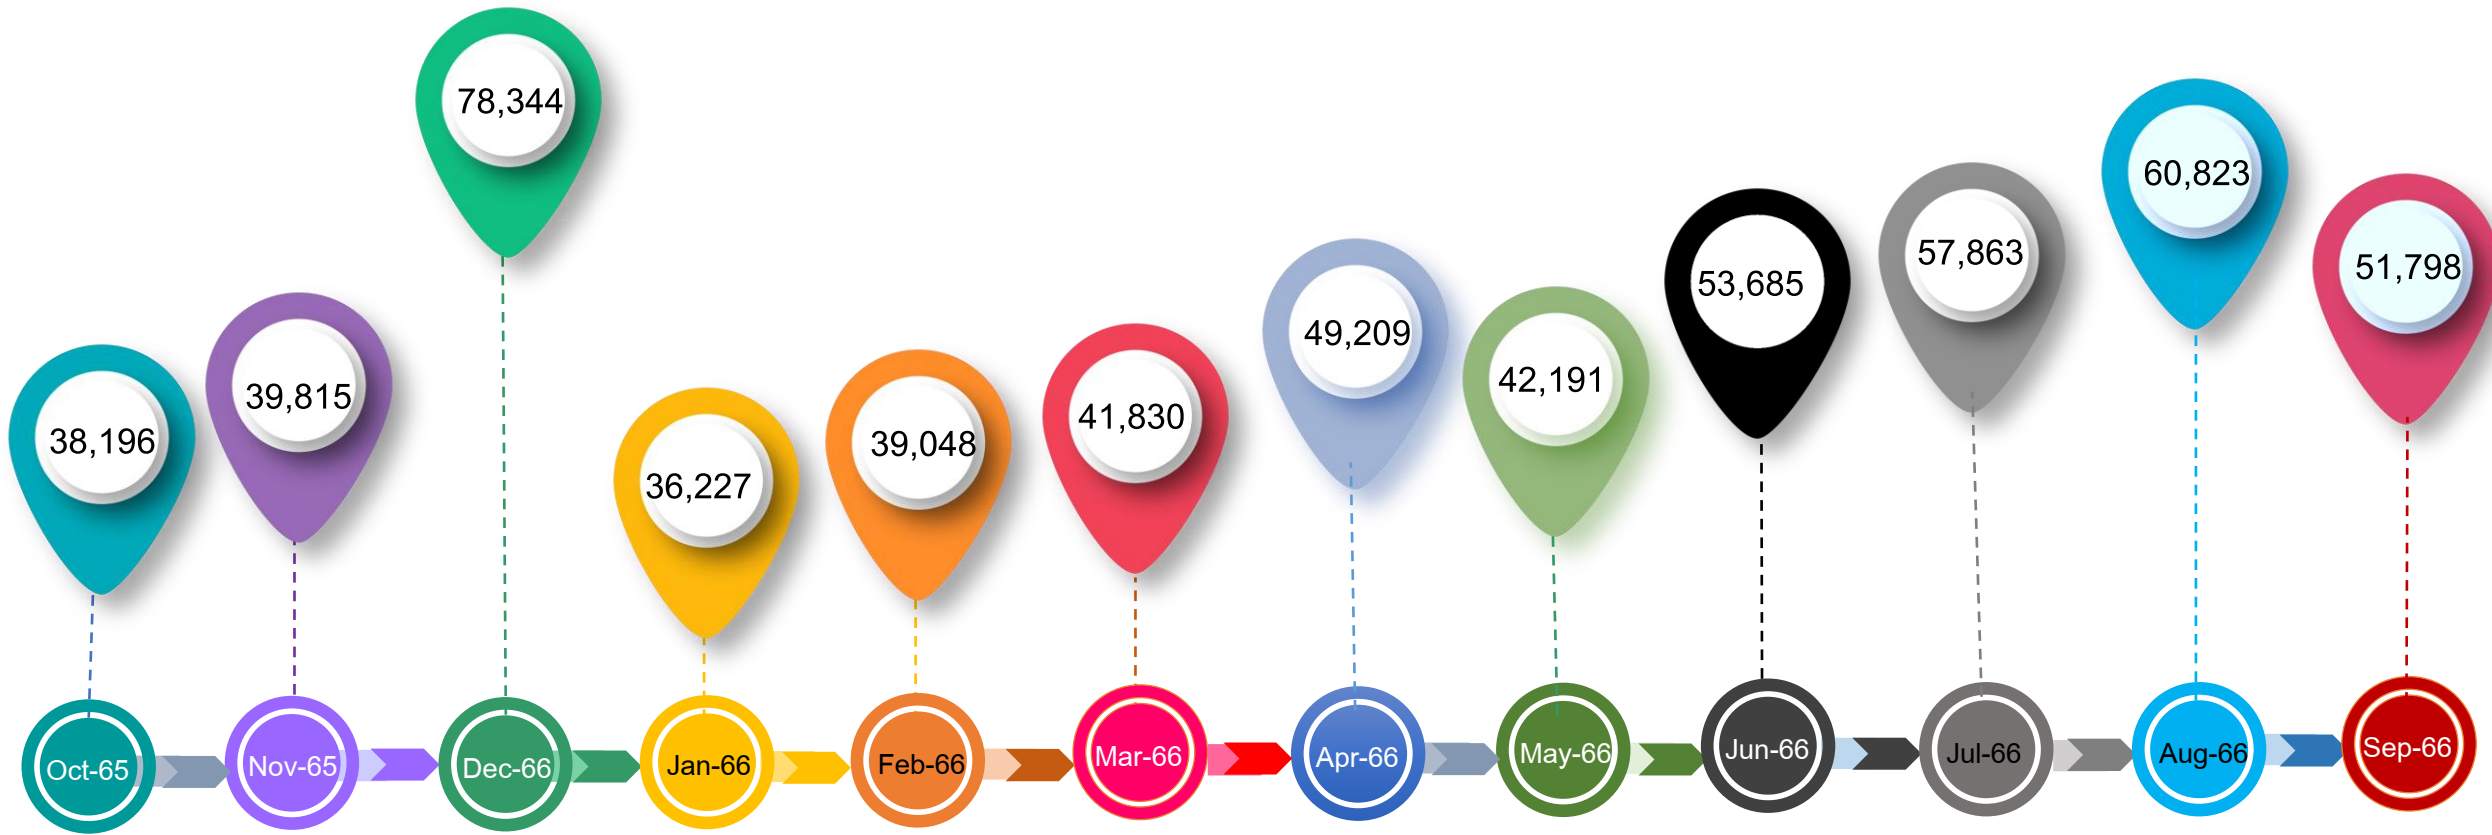 38,196
39,815
78,344
36,227
39,048
41,830
49,209
42,191
53,685
57,863
60,823
51,798
Oct-65
Nov-65
Dec-66
Jan-66
Feb-66
Mar-66
Apr-66
May-66
Jun-66
Jul-66
Aug-66
Sep-66